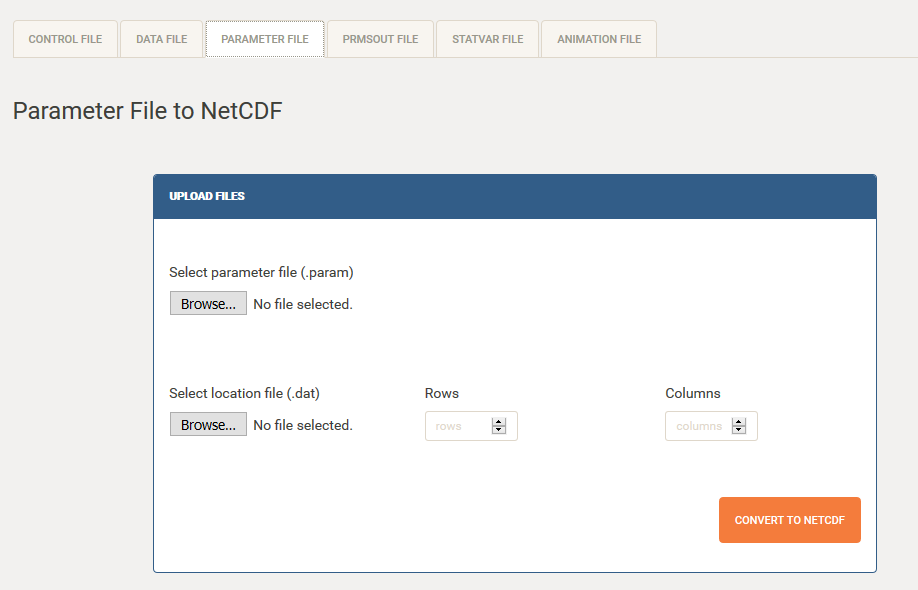 CONTROL FILE DATA FILE PARAMETER FILE PRMSOUT FILE STATVAR FILE ANIMATION FILE
Parameter File to NetCDF
UPLOAD FILES
Select parameter file (.param)
Browse... No file selected.
Select location file (.dat) Rows Columns
Browse... No file selected. rows columns
CONVERT TO NETCDF